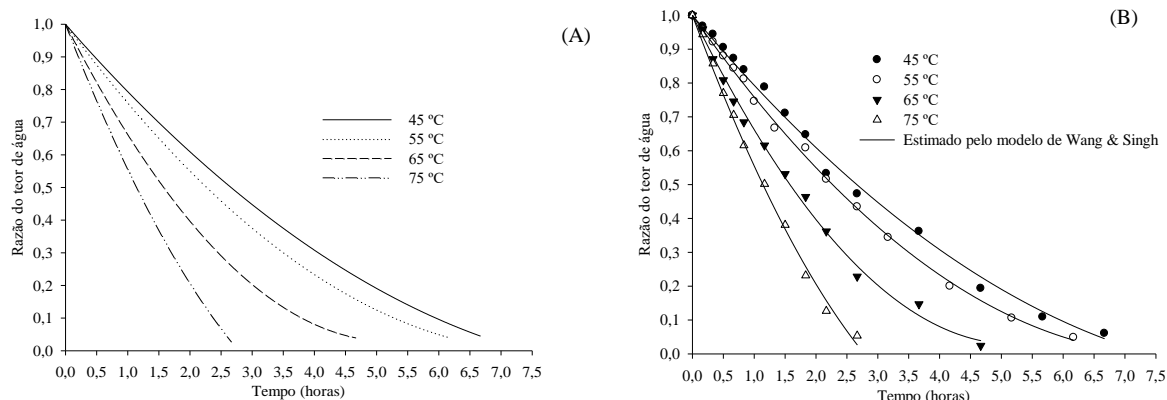 (A)
Razão do teor de água
1,0
0,9
0,8
0,7
0,6
0,5
0,4
0,3
0,2
0,1
0,0
45 ºC
55 ºC
65 ºC
75 ºC
0,0 0,5 1,0 1,5 2,0 2,5 3,0 3,5 4,0 4,5 5,0 5,5 6,0 6,5 7,0 7,5
Tempo (horas)
(B)
Razão do teor de água
1,0
0,9
0,8
0,7
0,6
0,5
0,4
0,3
0,2
0,1
0,0
45 ºC
55 ºC
65 ºC
75 ºC
Estimado pelo modelo de Wang & Singh
0,0 0,5 1,0 1,5 2,0 2,5 3,0 3,5 4,0 4,5 5,0 5,5 6,0 6,5 7,0 7,5
Tempo (horas)